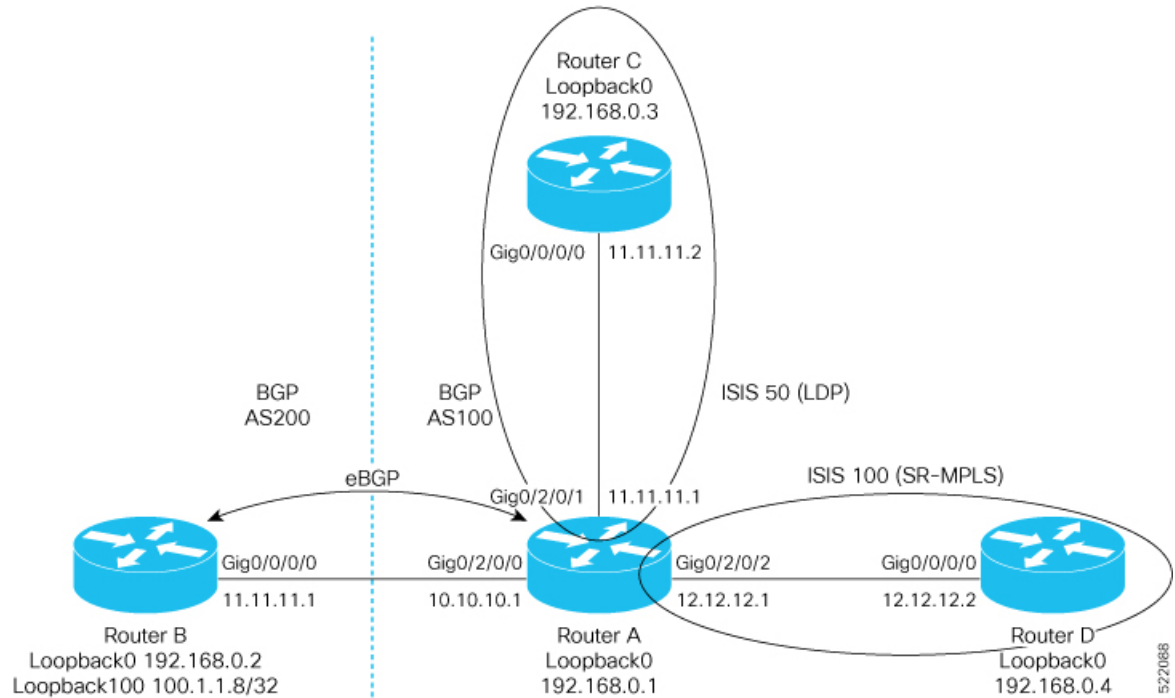 Router C
Loopback0
192.168.0.3
Gig0/0/0/0
11.11.11.2
BGP
AS200
BGP
AS100
ISIS 50 (LDP)
eBGP
Gig0/2/0/1
11.11.11.1
ISIS 100 (SR-MPLS)
Gig0/0/0/0
Gig0/2/0/0
Gig0/2/0/2
Gig0/0/0/0
11.11.11.1
10.10.10.1
12.12.12.1
12.12.12.2
Router B
Loopback0 192.168.0.2
Loopback100 100.1.1.8/32
Router A
Loopback0
192.168.0.1
Router D
Loopback0
192.168.0.4
522088